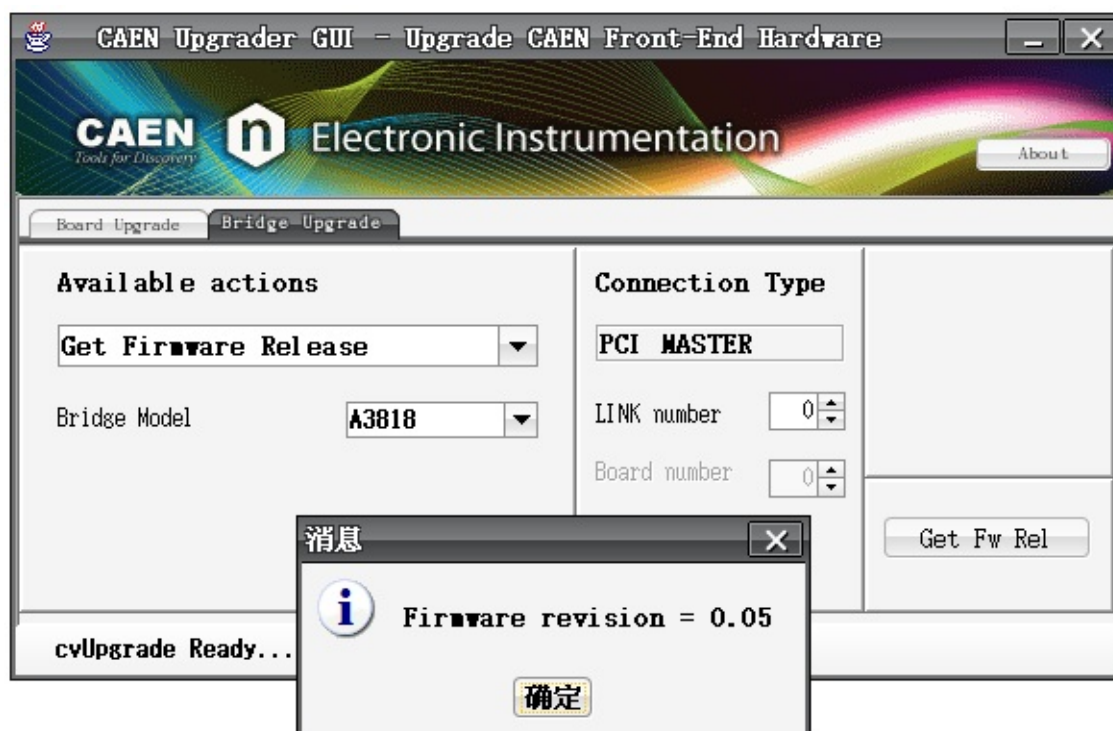 CAEN Upgrader GUI - Upgrade CAEN Front-End Hardware
CAEN n Electronic Instrumentation
Tools for Discovery
About
Board Upgrade Bridge Upgrade
Available actions
Connection Type
Get Firmware Release
PCI MASTER
Bridge Model A3818
LINK number 0
Board number 0
Get Fw Rel
消息
Firmware revision = 0.05
cvUpgrade Ready...
确定